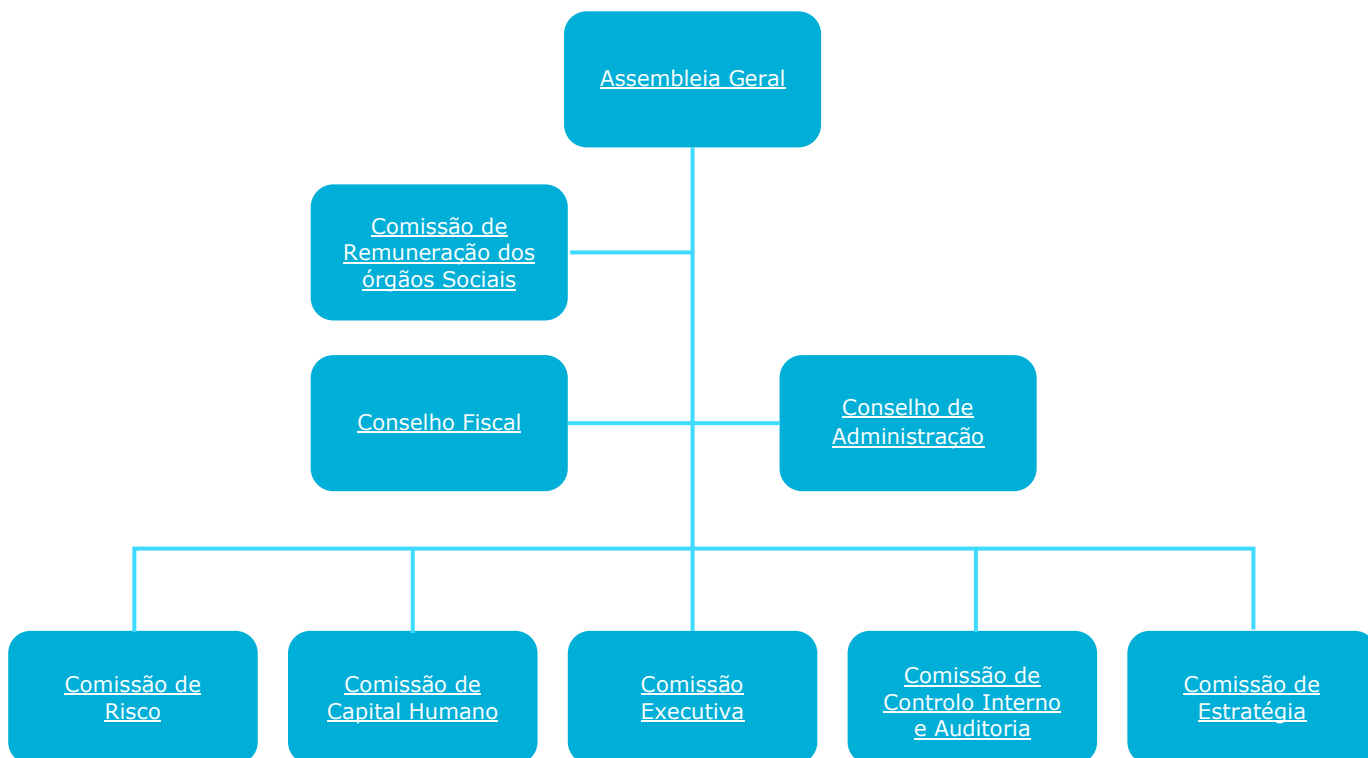 Assembleia Geral
Comissão de
Remuneração dos
órgãos Sociais
Conselho Fiscal
Conselho de
Administração
Comissão de
Risco
Comissão de
Capital Humano
Comissão
Executiva
Comissão de
Controlo Interno
e Auditoria
Comissão de
Estratégia